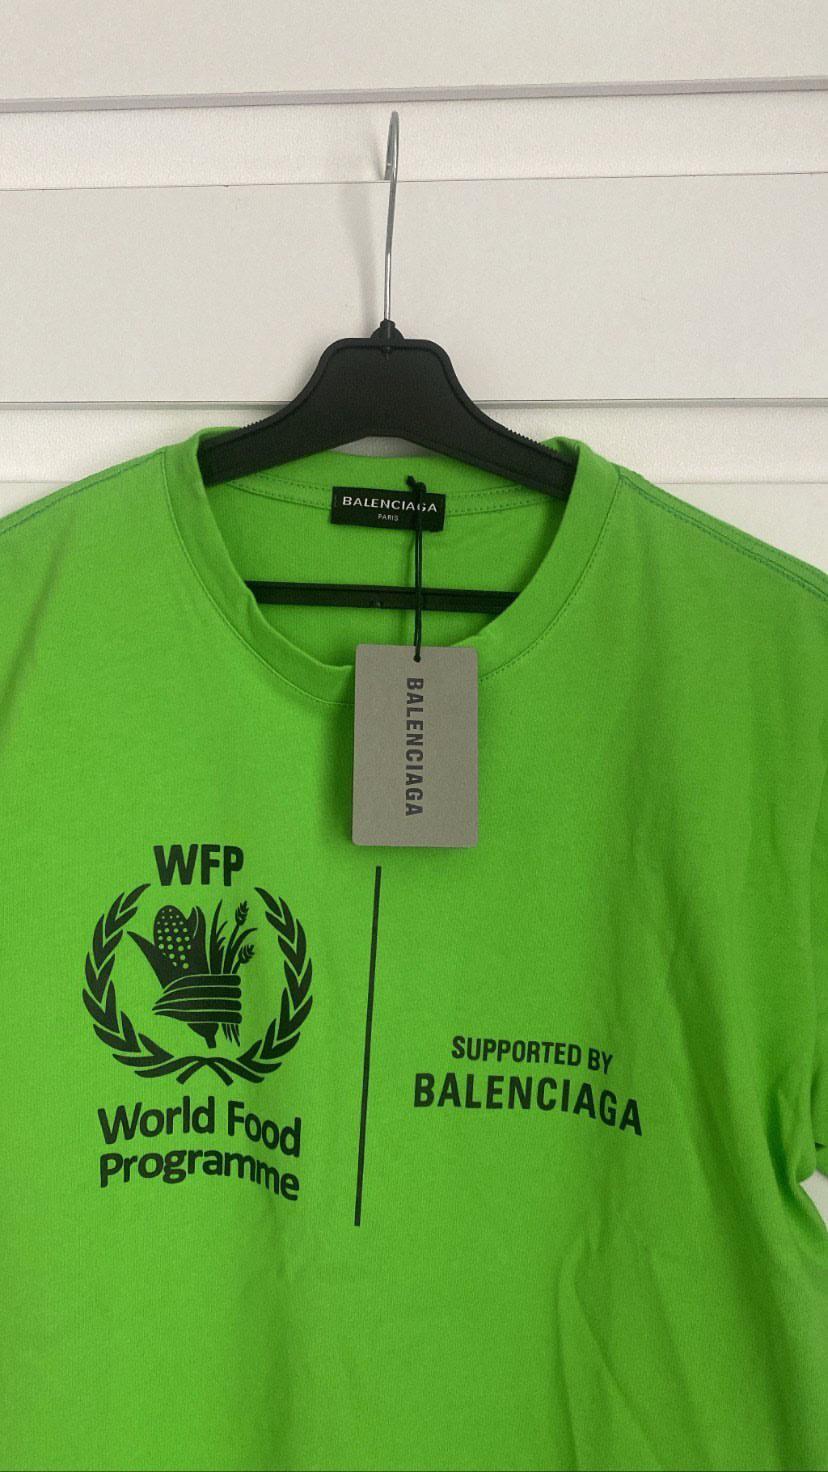 BALENCIAGA
PARIS
BALENCIAGA
WFP
World Food
Programme
SUPPORTED BY
BALENCIAGA